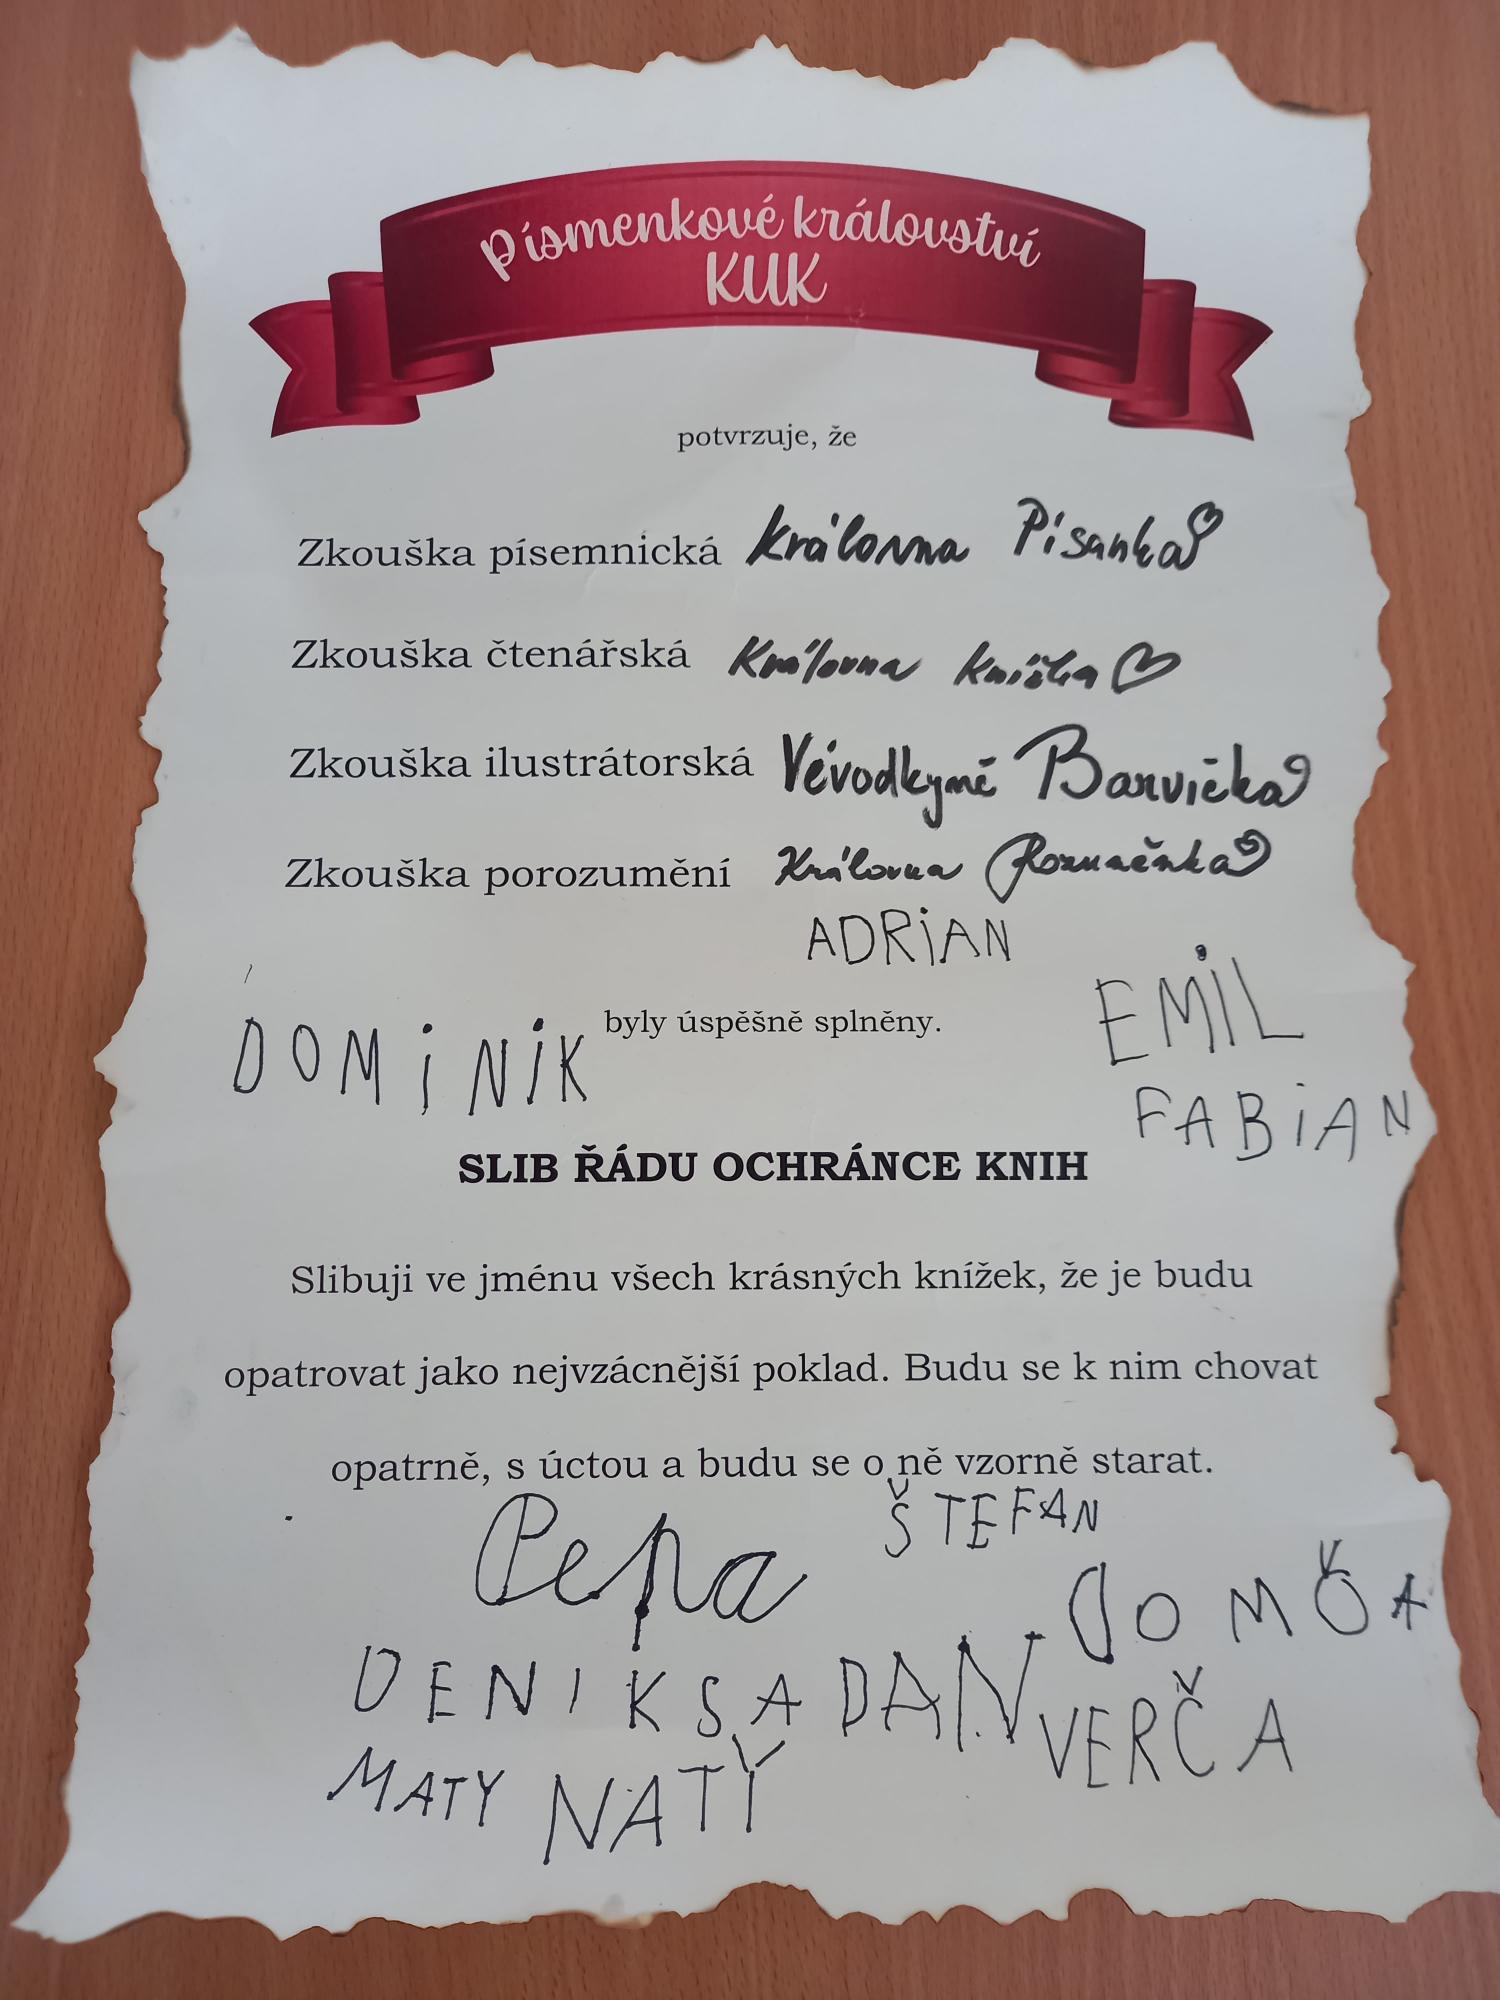 písmenkové království
KUK
potvrzuje, že
Zkouška písemnická Královna Písanka
Zkouška čtenářská Královna Knížka
Zkouška ilustrátorská Vévodkyně Barvička
Zkouška porozumění Královna Rozuměnka
ADRiAN
EMiL
DOMiNiK byly úspěšně splněny.
FABiAN
SLIB ŘÁDU OCHRÁNCE KNIH
Slibuji ve jménu všech krásných knížek, že je budu
opatrovat jako nejvzácnější poklad. Budu se k nim chovat
opatrně, s úctou a budu se o ně vzorně starat.
Pepa ŠTEFAN
DOMǑA
DENIKSA DAN VERČA
MATY NATY